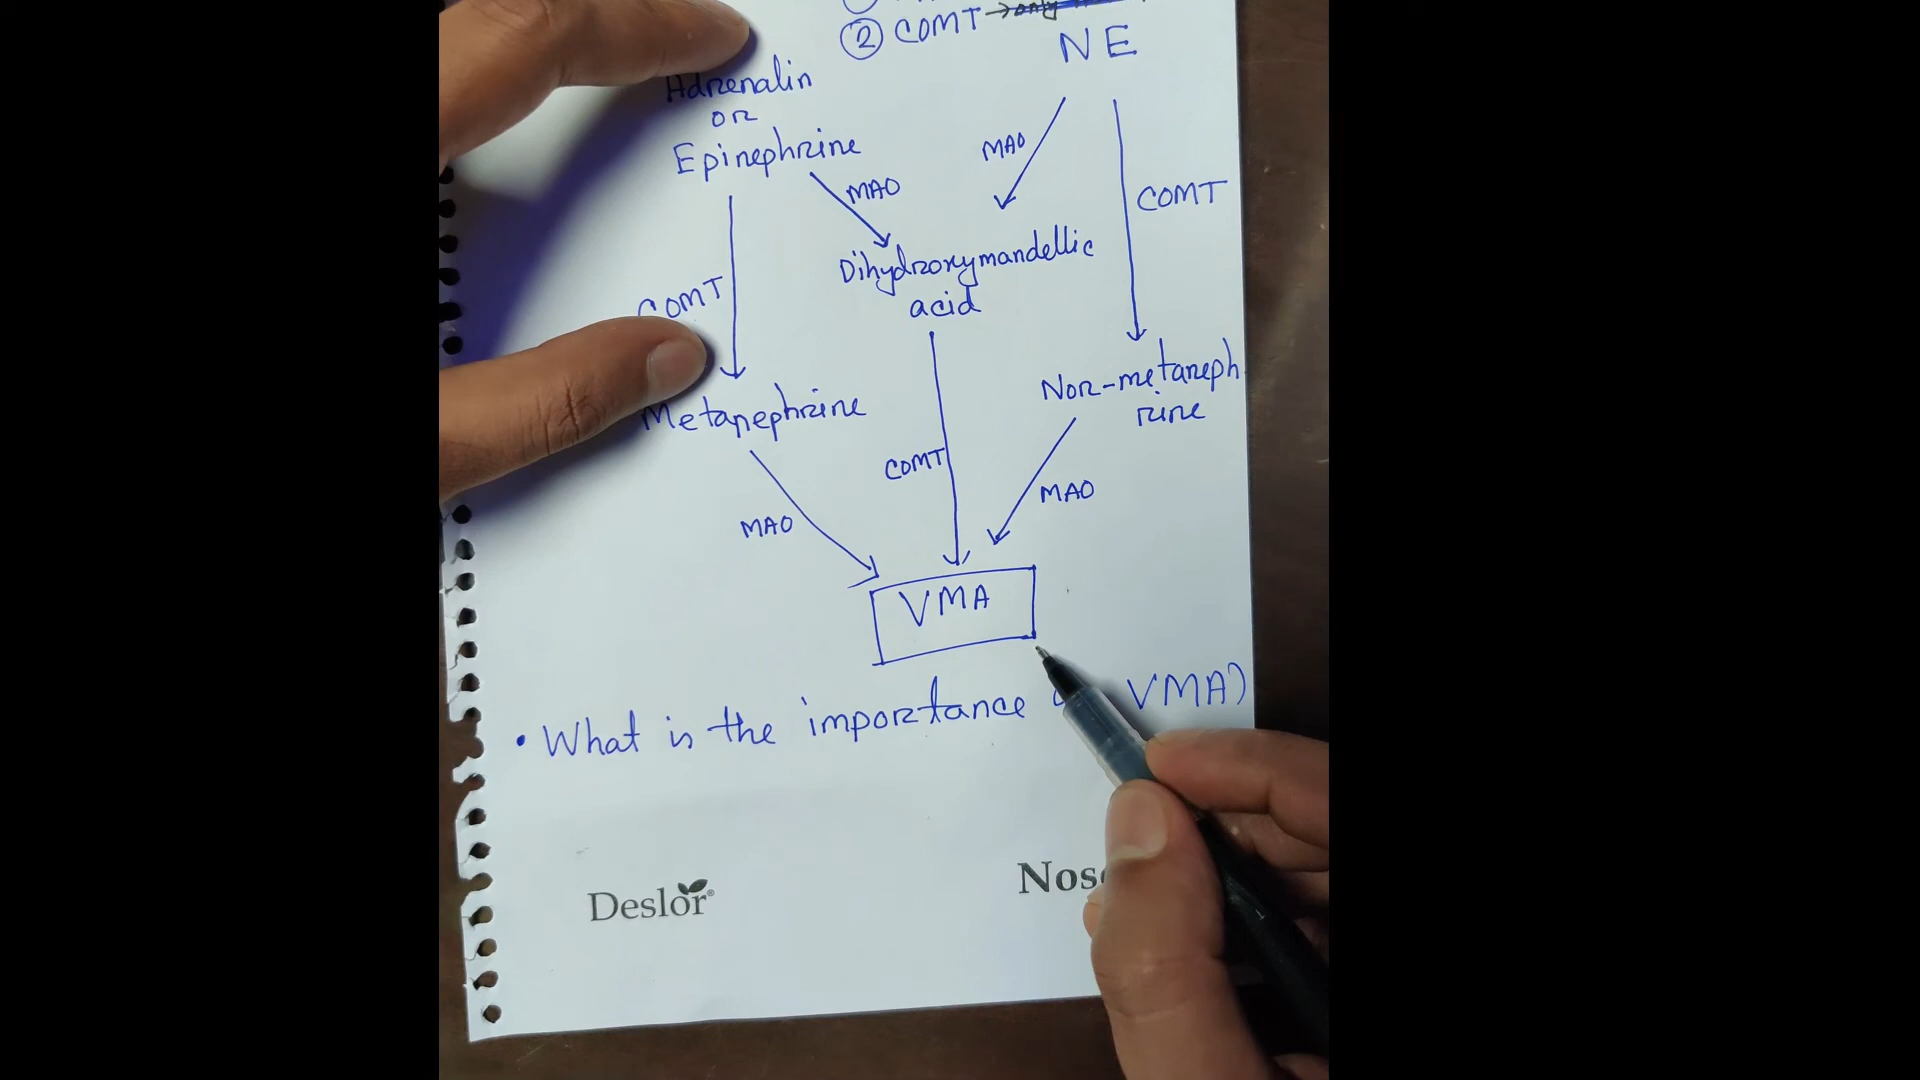 ② COMT → only
NE
Adrenalin
or
Epinephrine
MAO
MAO
COMT
Dihydroxymandellic
acid
COMT
Metanephrine
Nor-metaneph
rine
COMT
MAO
MAO
VMA
• What is the importance VMA?
Deslor®